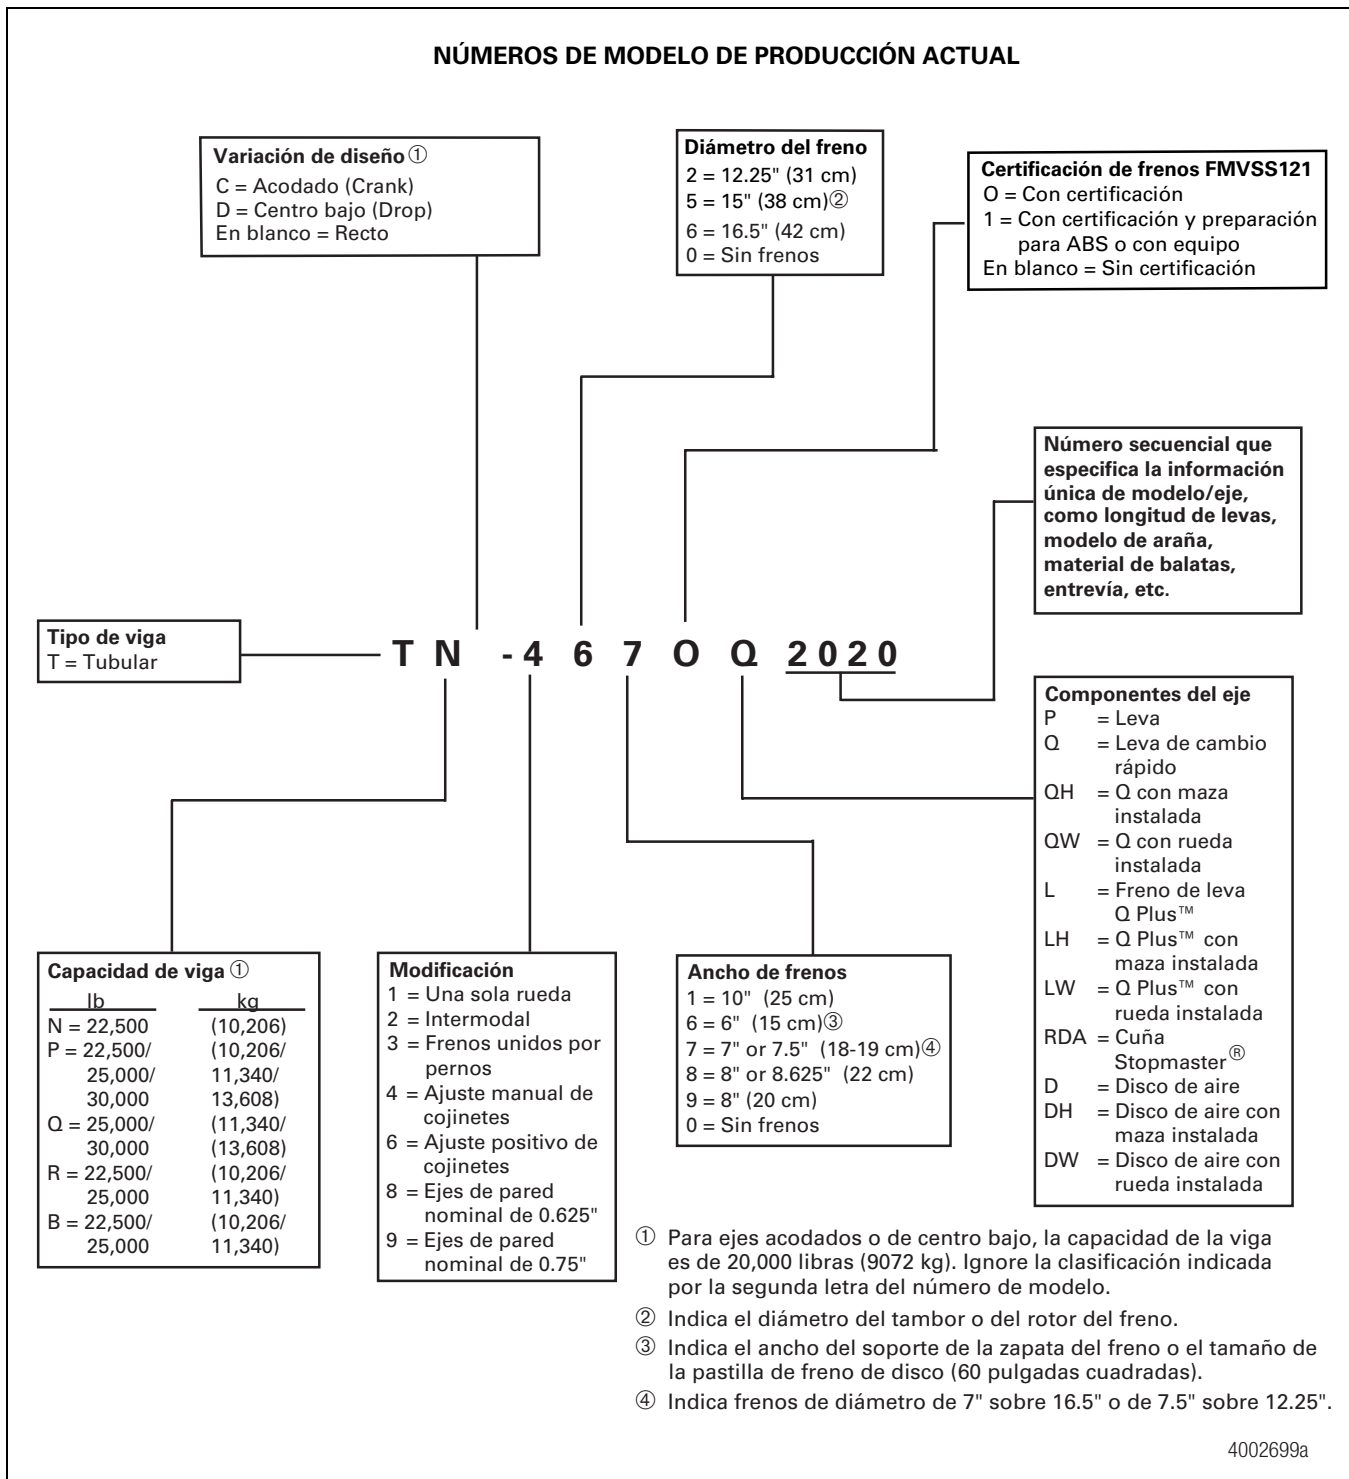 NÚMEROS DE MODELO DE PRODUCCIÓN ACTUAL
Variación de diseño ①
C = Acodado (Crank)
D = Centro bajo (Drop)
En blanco = Recto
Diámetro del freno
2 = 12.25" (31 cm)
5 = 15" (38 cm)②
6 = 16.5" (42 cm)
0 = Sin frenos
Certificación de frenos FMVSS121
O = Con certificación
1 = Con certificación y preparación
para ABS o con equipo
En blanco = Sin certificación
Número secuencial que
especifica la información
única de modelo/eje,
como longitud de levas,
modelo de araña,
material de balatas,
entrevía, etc.
Tipo de viga
T = Tubular
T N - 4 6 7 O Q 2 0 2 0
Componentes del eje
P = Leva
Q = Leva de cambio
rápido
QH = Q con maza
instalada
QW = Q con rueda
instalada
L = Freno de leva
Q Plus™
LH = Q Plus™ con
maza instalada
LW = Q Plus™ con
rueda instalada
RDA = Cuña
Stopmaster®
D = Disco de aire
DH = Disco de aire con
maza instalada
DW = Disco de aire con
rueda instalada
Capacidad de viga ①
lb kg
N = 22,500 (10,206)
P = 22,500/ (10,206/
25,000/ 11,340/
30,000 13,608)
Q = 25,000/ (11,340/
30,000 (13,608)
R = 22,500/ (10,206/
25,000 11,340)
B = 22,500/ (10,206/
25,000 11,340)
Modificación
1 = Una sola rueda
2 = Intermodal
3 = Frenos unidos por
pernos
4 = Ajuste manual de
cojinetes
6 = Ajuste positivo de
cojinetes
8 = Ejes de pared
nominal de 0.625"
9 = Ejes de pared
nominal de 0.75"
Ancho de frenos
1 = 10" (25 cm)
6 = 6" (15 cm)③
7 = 7" or 7.5" (18-19 cm)④
8 = 8" or 8.625" (22 cm)
9 = 8" (20 cm)
0 = Sin frenos
① Para ejes acodados o de centro bajo, la capacidad de la viga
es de 20,000 libras (9072 kg). Ignore la clasificación indicada
por la segunda letra del número de modelo.
② Indica el diámetro del tambor o del rotor del freno.
③ Indica el ancho del soporte de la zapata del freno o el tamaño de
la pastilla de freno de disco (60 pulgadas cuadradas).
④ Indica frenos de diámetro de 7" sobre 16.5" o de 7.5" sobre 12.25".
4002699a